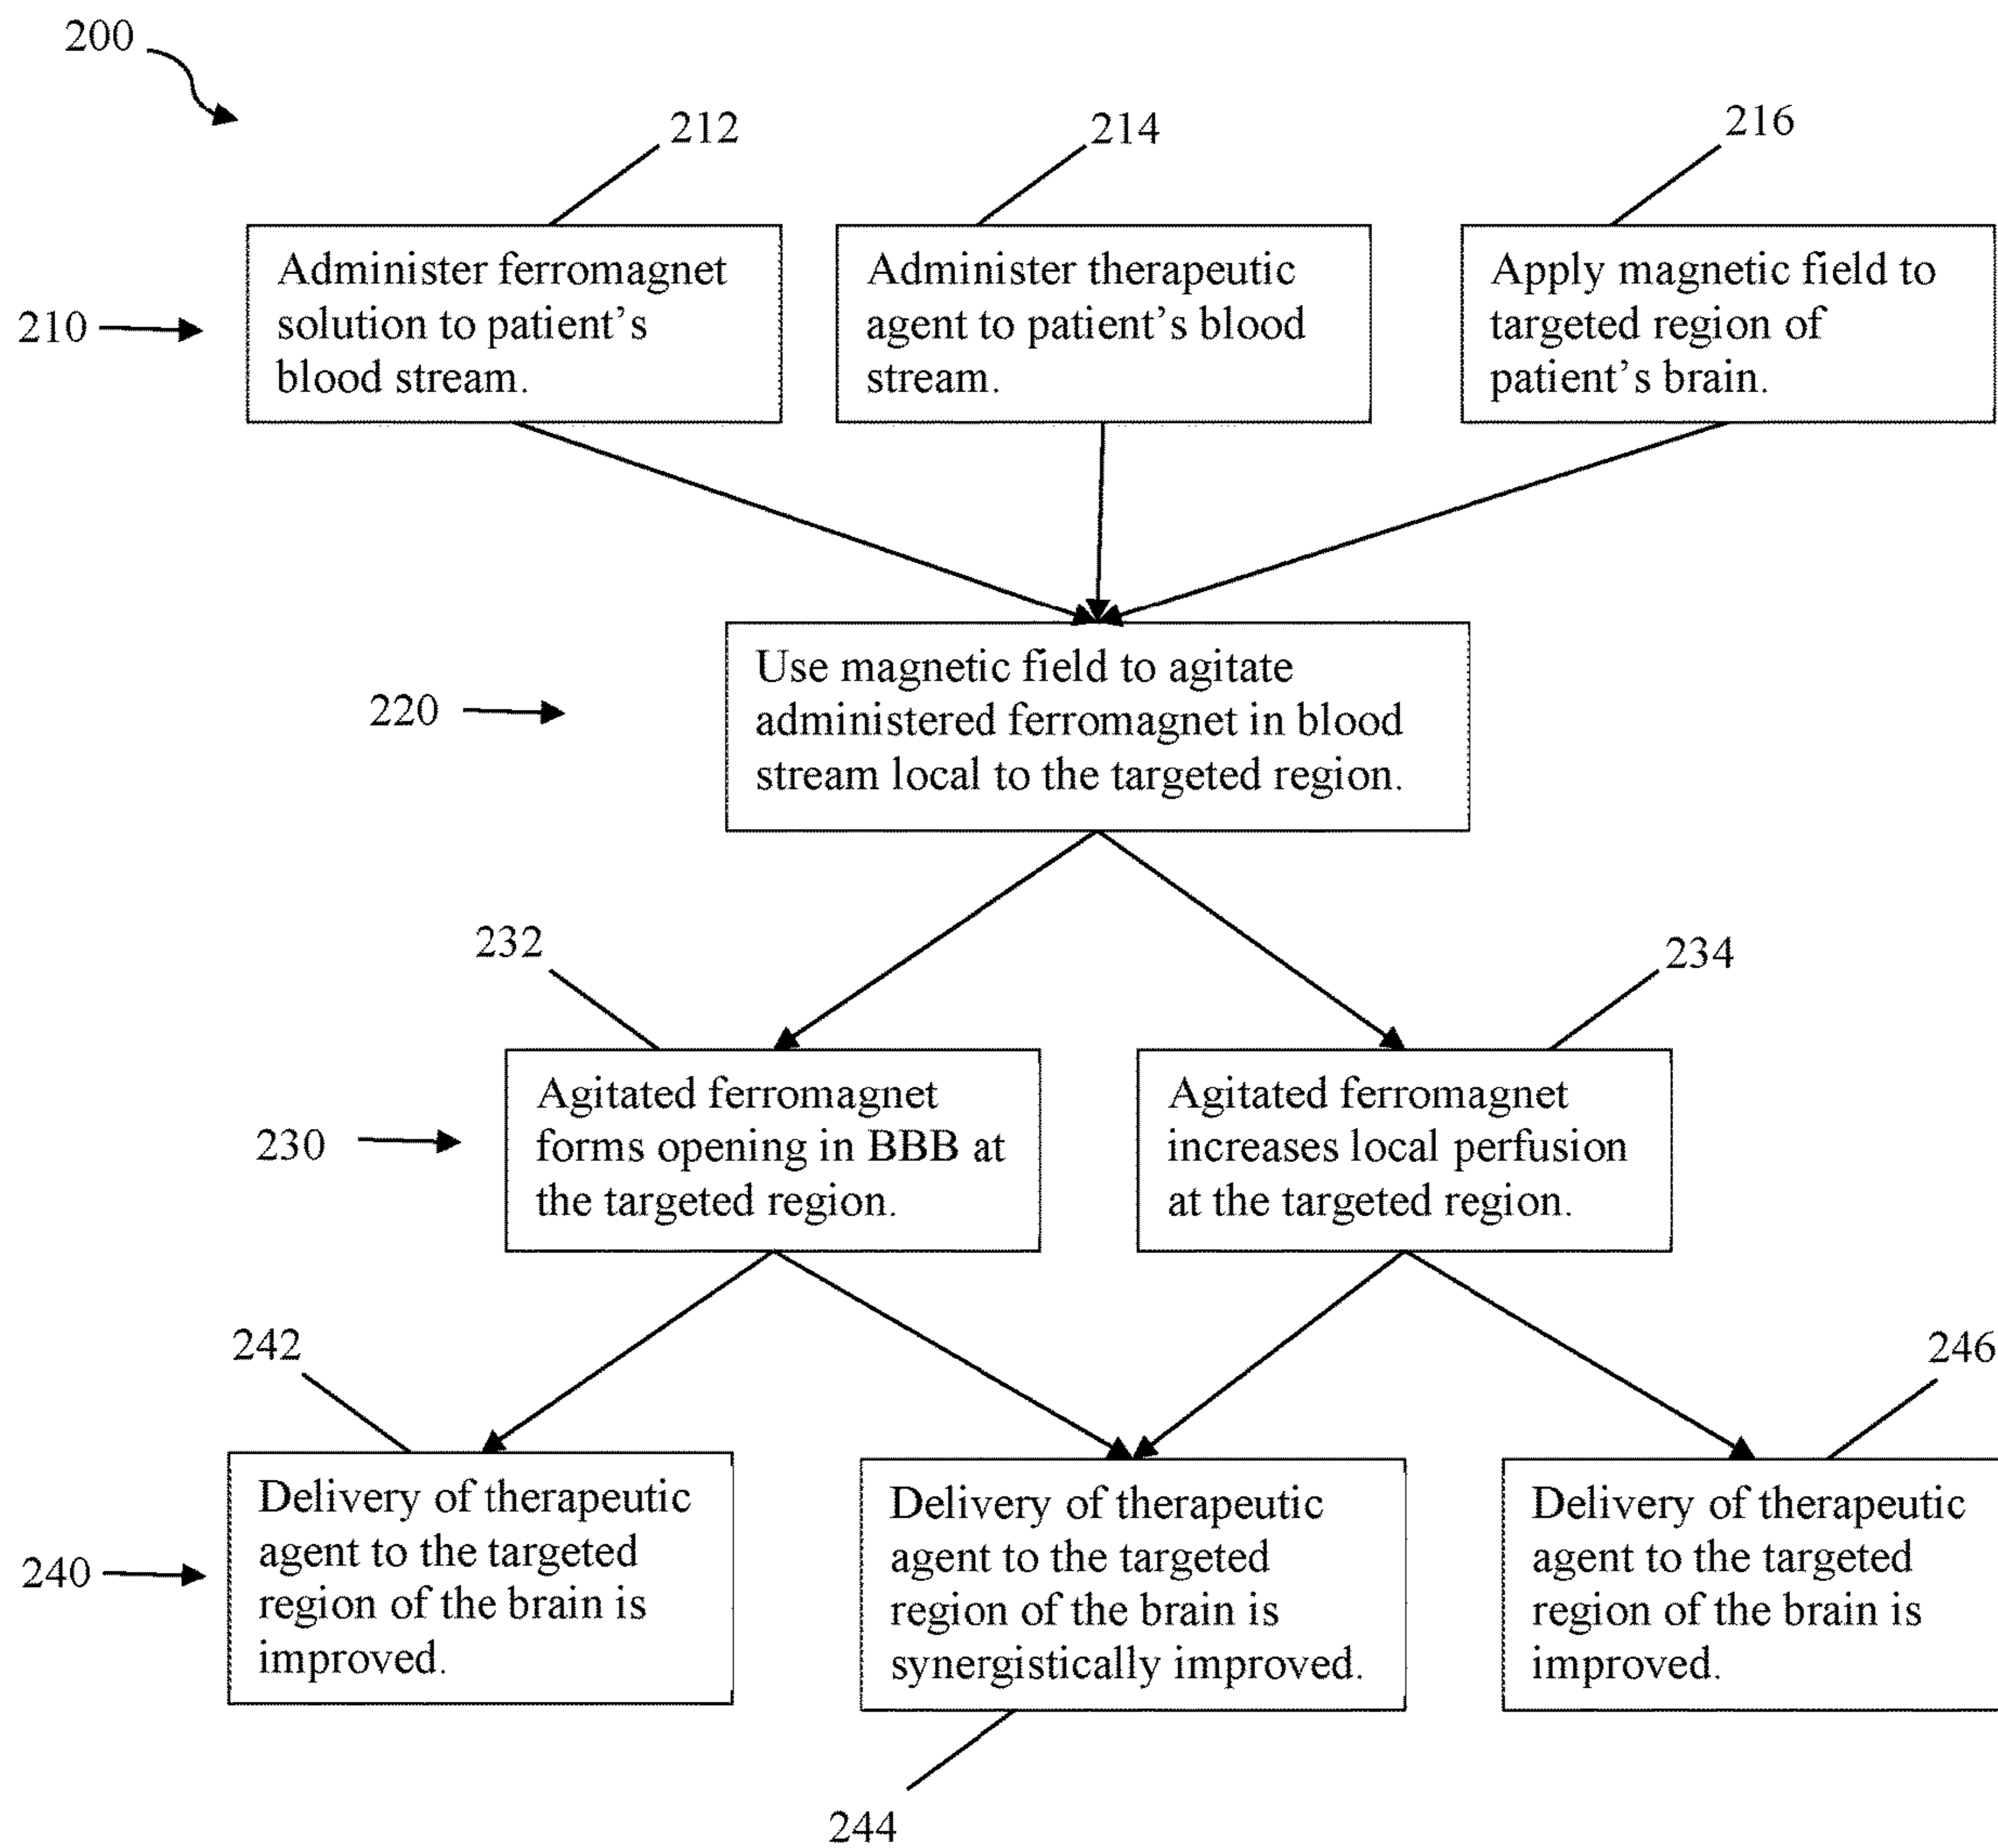 200
212
214
216
210
Administer ferromagnet
solution to patient's
blood stream.
Administer therapeutic
agent to patient's blood
stream.
Apply magnetic field to
targeted region of
patient's brain.
220
Use magnetic field to agitate
administered ferromagnet in blood
stream local to the targeted region.
232
234
230
Agitated ferromagnet
forms opening in BBB at
the targeted region.
Agitated ferromagnet
increases local perfusion
at the targeted region.
242
246
240
Delivery of therapeutic
agent to the targeted
region of the brain is
improved.
Delivery of therapeutic
agent to the targeted
region of the brain is
synergistically improved.
Delivery of therapeutic
agent to the targeted
region of the brain is
improved.
244